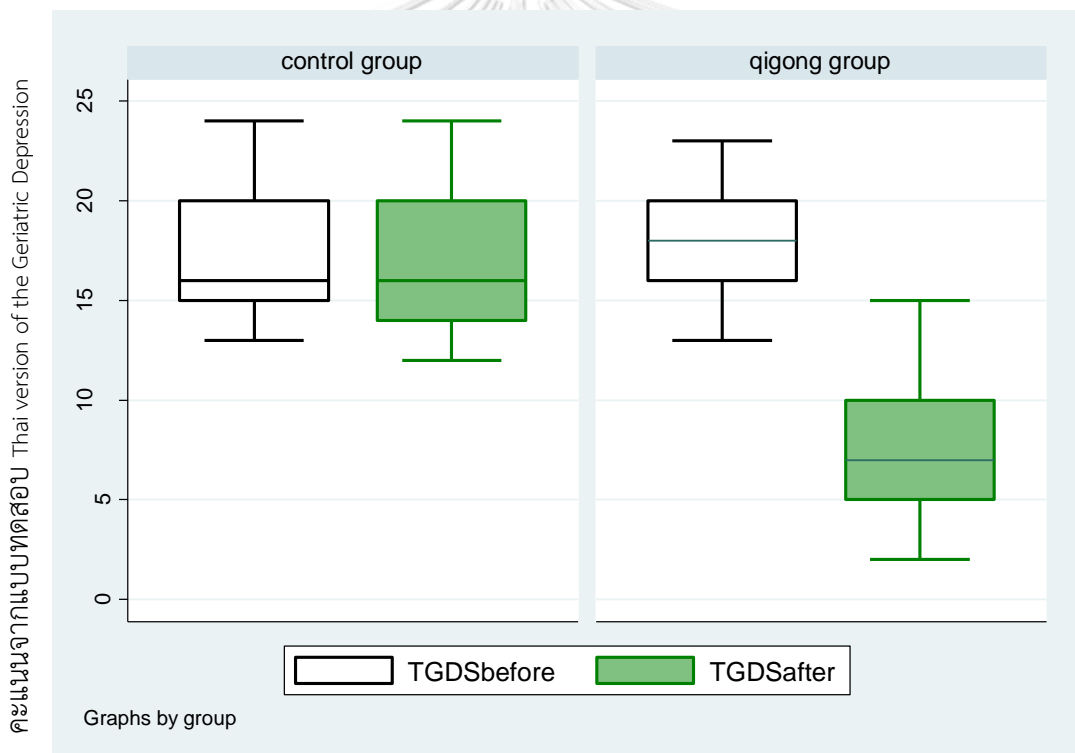 คะแนนจากแบบทดสอบ Thai version of the Geriatric Depression
control group
qigong group
25
20
15
10
5
0
TGDSbefore
TGDSafter
Graphs by group